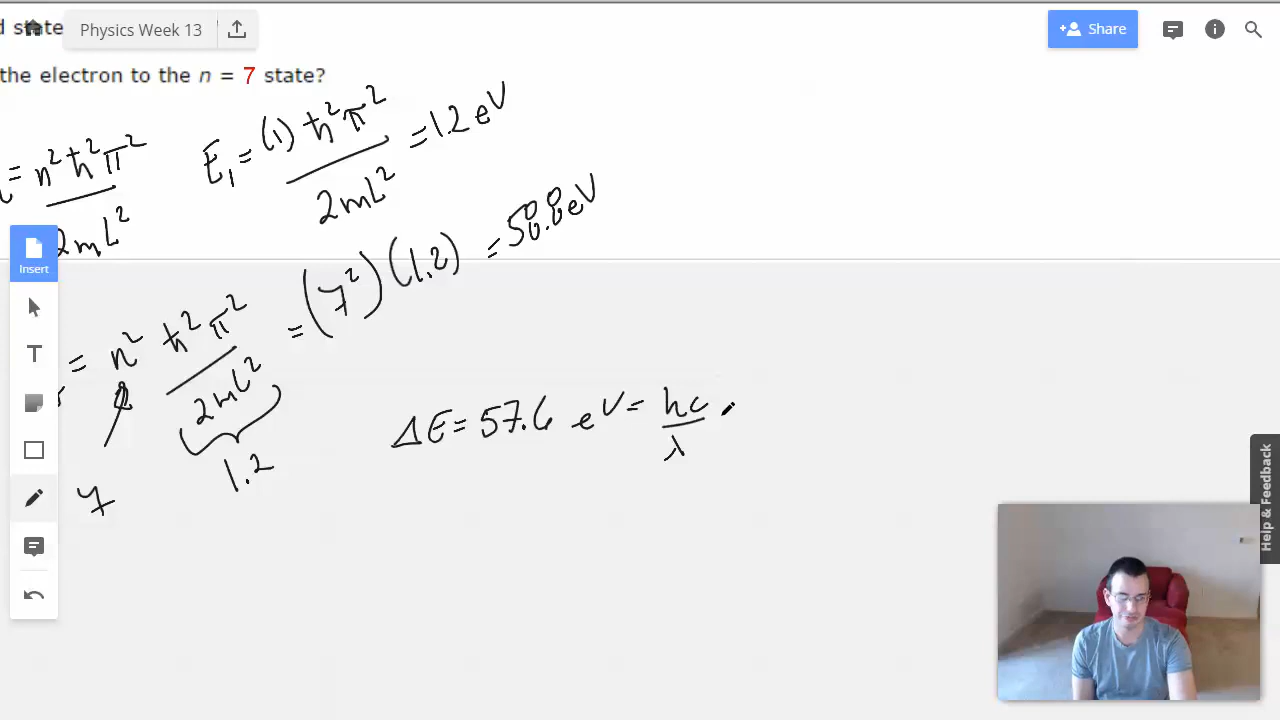 d state
Physics Week 13
Share
the electron to the n = 7 state?
= n²ħ²π² / 2mL²
E₁ = (1) ħ²π² / 2mL² = 1.2 eV
= n² ħ²π² / 2mL² = (7²)(1.2) = 58.8 eV
7
1.2
ΔE = 57.6 eV = hc / λ
Insert
T
Help & Feedback